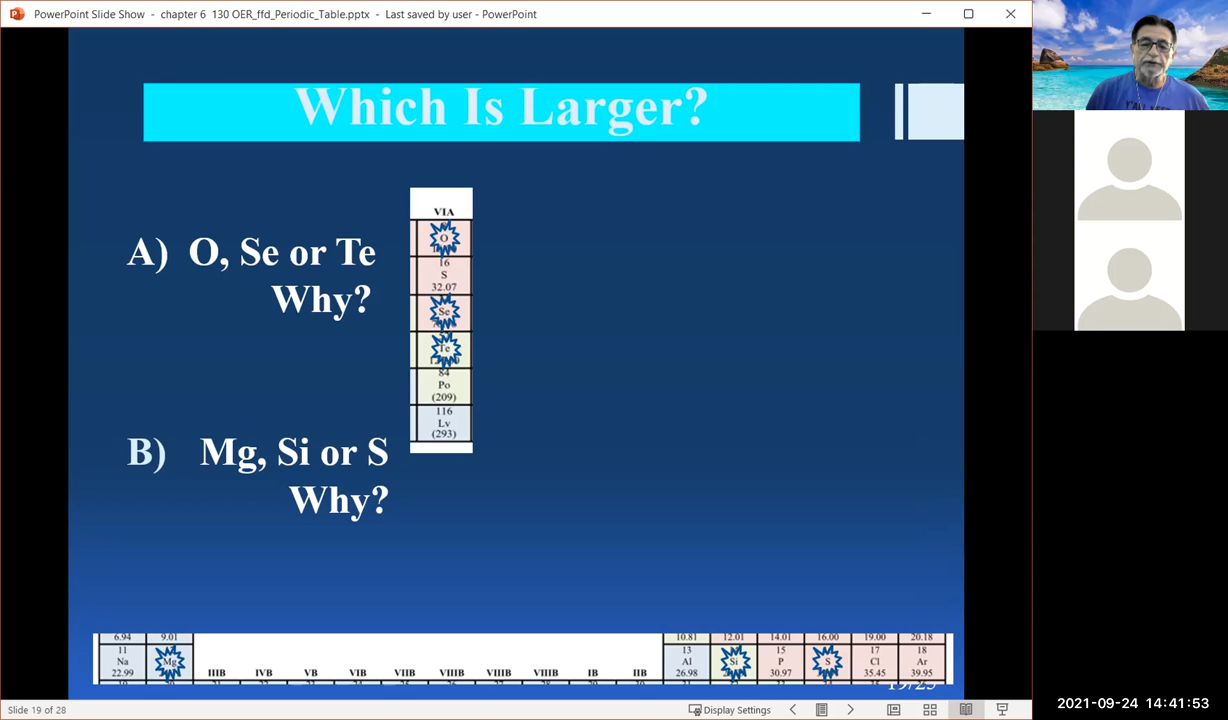 PowerPoint Slide Show - chapter 6 130 OER_ffd_Periodic_Table.pptx - Last saved by user - PowerPoint
Which Is Larger?
A) O, Se or Te
Why?
VIA
O
16
S
32.07
Se
Te
84
Po
(209)
116
Lv
(293)
B) Mg, Si or S
Why?
6.94 9.01 10.81 12.01 14.01 16.00 19.00 20.18
11 13 15 17 18
Na Mg Al Si P S Cl Ar
22.99 IIIB IVB VB VIB VIIB VIIIB VIIIB VIIIB IB IIB 26.98 30.97 35.45 39.95
19/25
Slide 19 of 28
Display Settings
2021-09-24 14:41:53